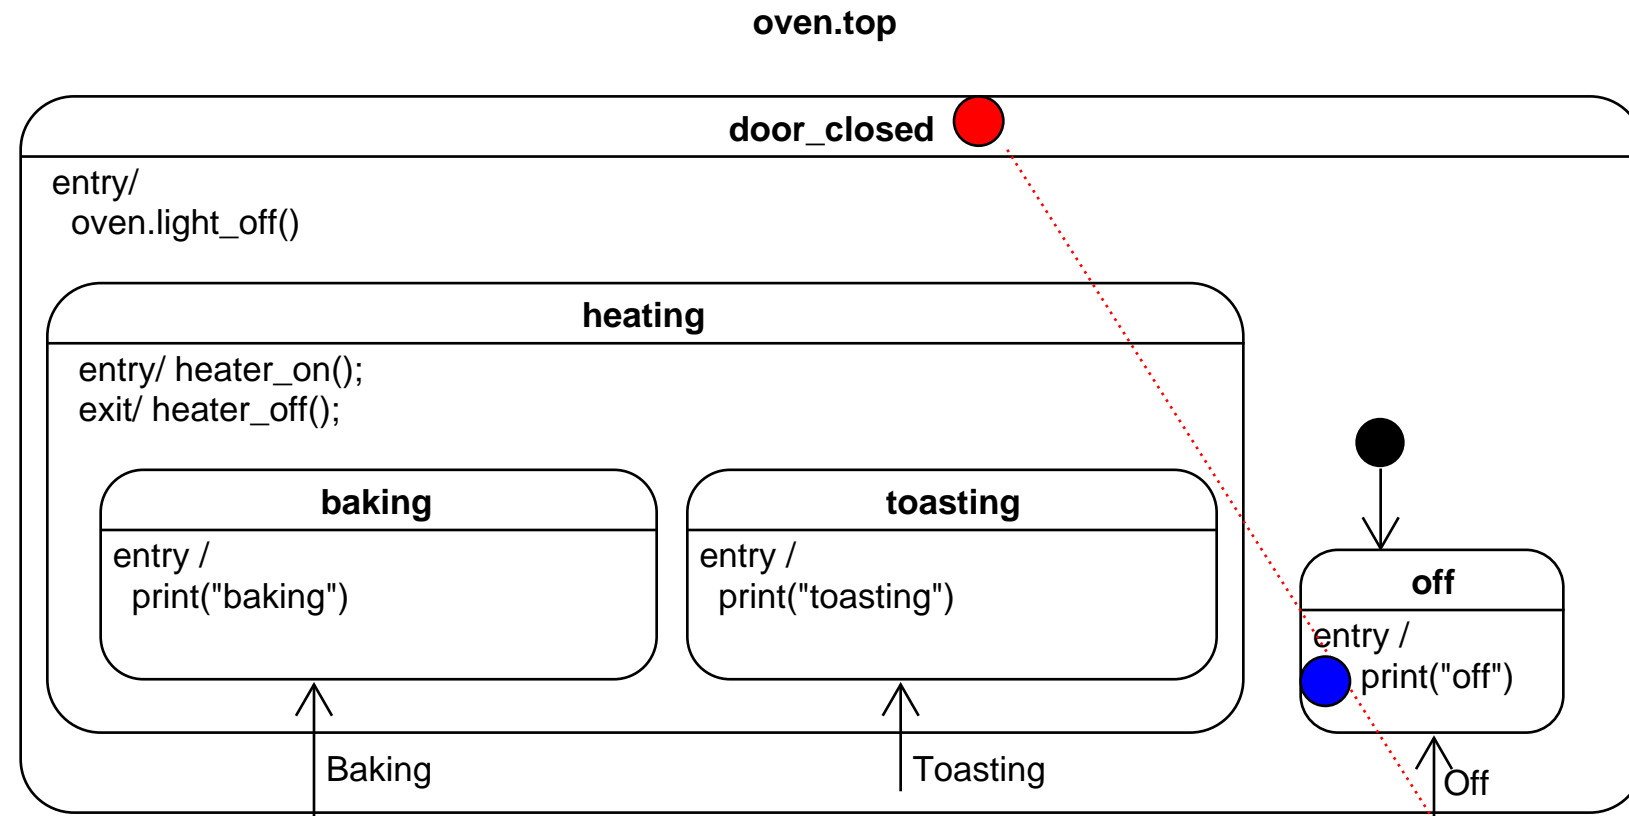 oven.top
door_closed
entry/
oven.light_off()
heating
entry/ heater_on();
exit/ heater_off();
baking
entry /
print("baking")
toasting
entry /
print("toasting")
off
entry /
print("off")
Baking
Toasting
Off